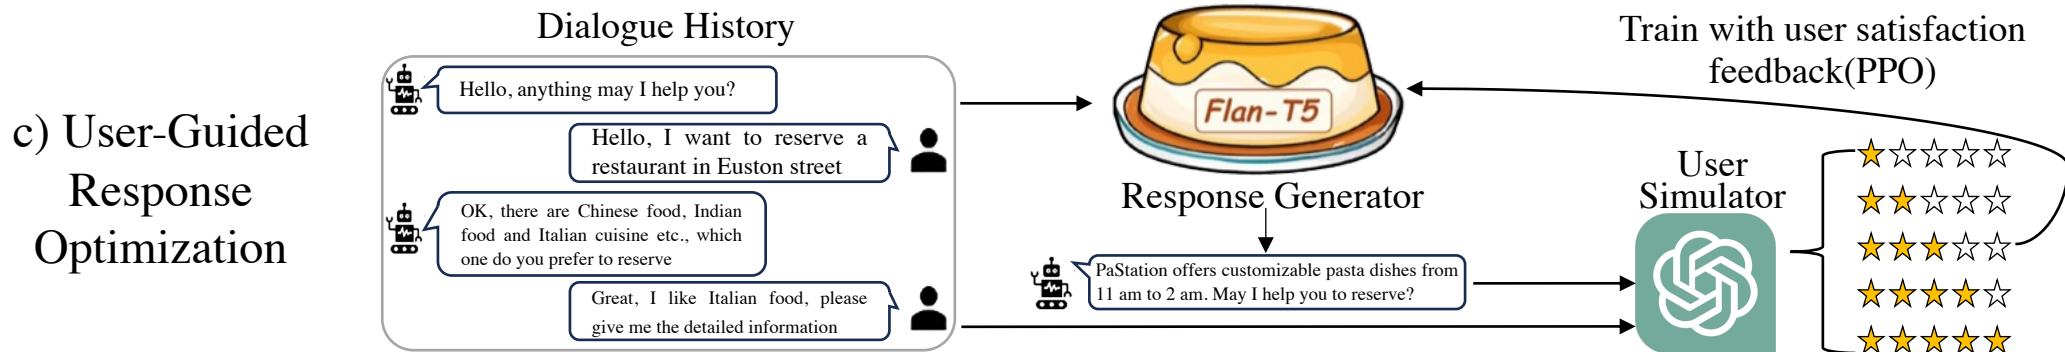 c) User-Guided
Response
Optimization
Dialogue History
Hello, anything may I help you?
Hello, I want to reserve a
restaurant in Euston street
OK, there are Chinese food, Indian
food and Italian cuisine etc., which
one do you prefer to reserve
Great, I like Italian food, please
give me the detailed information
Flan-T5
Response Generator
PaStation offers customizable pasta dishes from
11 am to 2 am. May I help you to reserve?
User
Simulator
Train with user satisfaction
feedback(PPO)